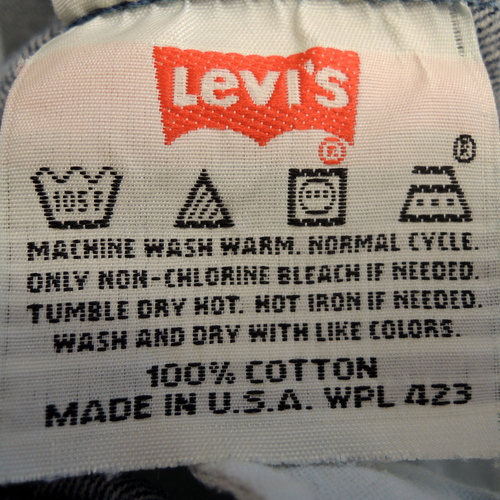 Levi's
®
®
105F
MACHINE WASH WARM. NORMAL CYCLE.
ONLY NON-CHLORINE BLEACH IF NEEDED.
TUMBLE DRY HOT. HOT IRON IF NEEDED.
WASH AND DRY WITH LIKE COLORS.
100% COTTON
MADE IN U.S.A. WPL 423